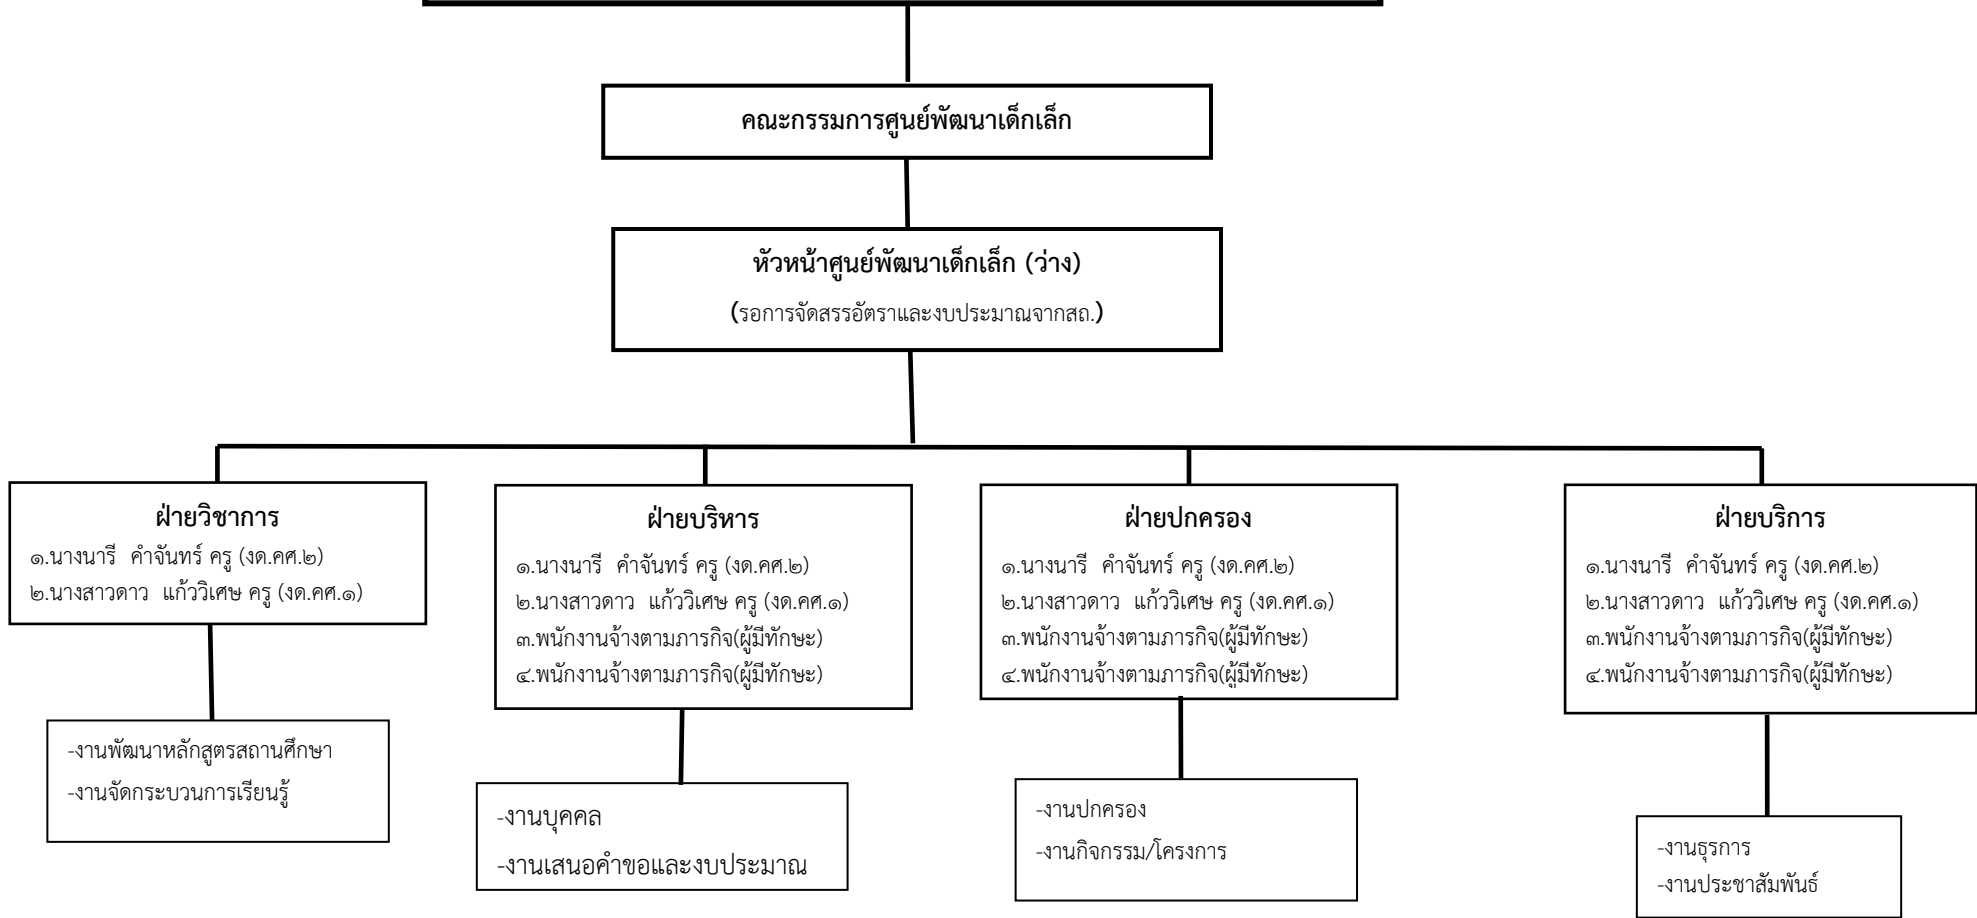 คณะกรรมการศูนย์พัฒนาเด็กเล็ก
หัวหน้าศูนย์พัฒนาเด็กเล็ก (ว่าง)
(รอการจัดสรรอัตราและงบประมาณจากสถ.)
ฝ่ายวิชาการ
๑.นางนารี คำจันทร์ ครู (งด.คศ.๒)
๒.นางสาวดาว แก้ววิเศษ ครู (งด.คศ.๑)
ฝ่ายบริหาร
๑.นางนารี คำจันทร์ ครู (งด.คศ.๒)
๒.นางสาวดาว แก้ววิเศษ ครู (งด.คศ.๑)
๓.พนักงานจ้างตามภารกิจ(ผู้มีทักษะ)
๔.พนักงานจ้างตามภารกิจ(ผู้มีทักษะ)
ฝ่ายปกครอง
๑.นางนารี คำจันทร์ ครู (งด.คศ.๒)
๒.นางสาวดาว แก้ววิเศษ ครู (งด.คศ.๑)
๓.พนักงานจ้างตามภารกิจ(ผู้มีทักษะ)
๔.พนักงานจ้างตามภารกิจ(ผู้มีทักษะ)
ฝ่ายบริการ
๑.นางนารี คำจันทร์ ครู (งด.คศ.๒)
๒.นางสาวดาว แก้ววิเศษ ครู (งด.คศ.๑)
๓.พนักงานจ้างตามภารกิจ(ผู้มีทักษะ)
๔.พนักงานจ้างตามภารกิจ(ผู้มีทักษะ)
-งานพัฒนาหลักสูตรสถานศึกษา
-งานจัดกระบวนการเรียนรู้
-งานบุคคล
-งานเสนอคำขอและงบประมาณ
-งานปกครอง
-งานกิจกรรม/โครงการ
-งานธุรการ
-งานประชาสัมพันธ์